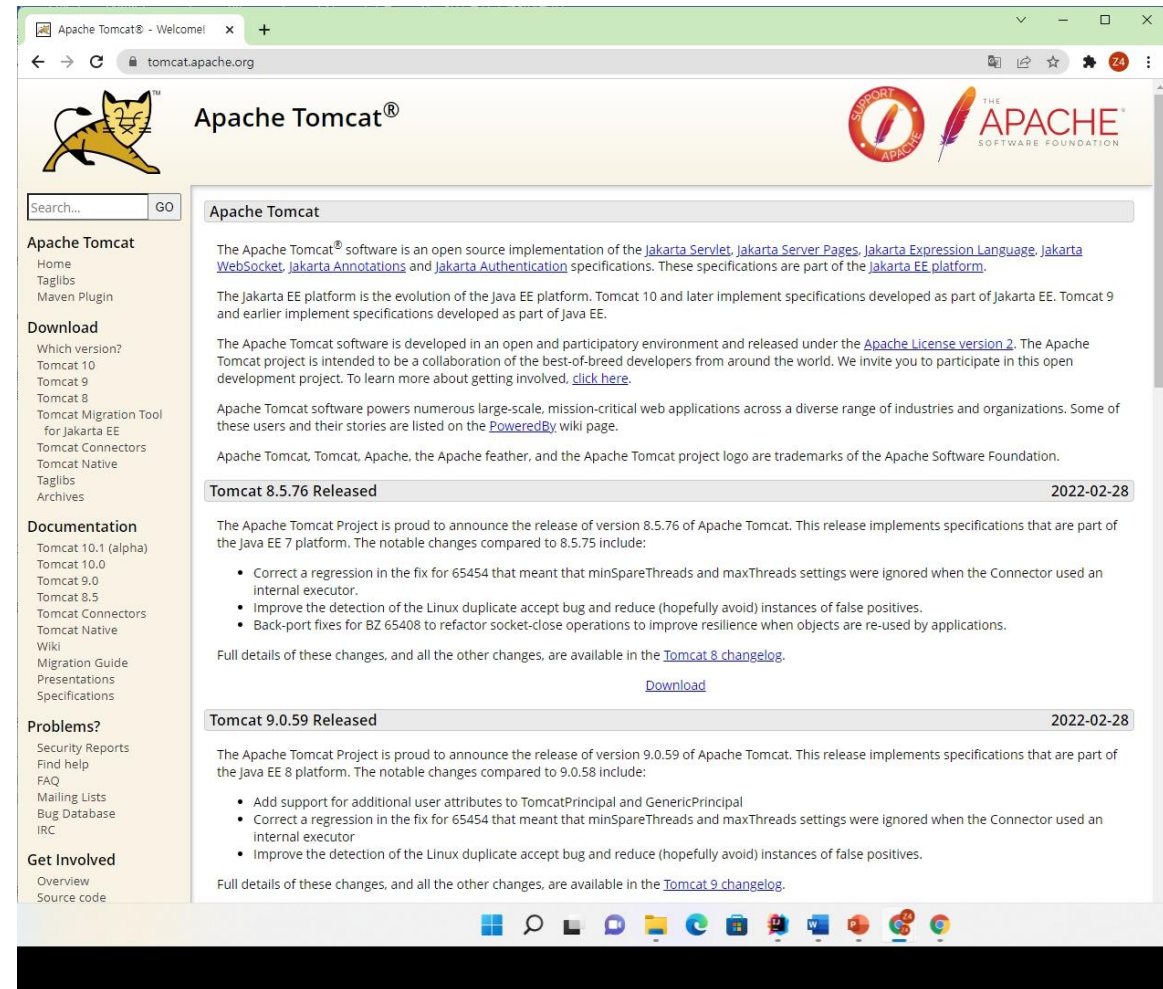 Apache Tomcat® - Welcome!
tomcat.apache.org
Z4
TM
Apache Tomcat®
SUPPORT
APACHE
THE
APACHE®
SOFTWARE FOUNDATION
Search...
GO
Apache Tomcat
Home
Taglibs
Maven Plugin
Download
Which version?
Tomcat 10
Tomcat 9
Tomcat 8
Tomcat Migration Tool
for Jakarta EE
Tomcat Connectors
Tomcat Native
Taglibs
Archives
Documentation
Tomcat 10.1 (alpha)
Tomcat 10.0
Tomcat 9.0
Tomcat 8.5
Tomcat Connectors
Tomcat Native
Wiki
Migration Guide
Presentations
Specifications
Problems?
Security Reports
Find help
FAQ
Mailing Lists
Bug Database
IRC
Get Involved
Overview
Source code
Apache Tomcat
The Apache Tomcat® software is an open source implementation of the Jakarta Servlet, Jakarta Server Pages, Jakarta Expression Language, Jakarta
WebSocket, Jakarta Annotations and Jakarta Authentication specifications. These specifications are part of the Jakarta EE platform.
The Jakarta EE platform is the evolution of the Java EE platform. Tomcat 10 and later implement specifications developed as part of Jakarta EE. Tomcat 9
and earlier implement specifications developed as part of Java EE.
The Apache Tomcat software is developed in an open and participatory environment and released under the Apache License version 2. The Apache
Tomcat project is intended to be a collaboration of the best-of-breed developers from around the world. We invite you to participate in this open
development project. To learn more about getting involved, click here.
Apache Tomcat software powers numerous large-scale, mission-critical web applications across a diverse range of industries and organizations. Some of
these users and their stories are listed on the PoweredBy wiki page.
Apache Tomcat, Tomcat, Apache, the Apache feather, and the Apache Tomcat project logo are trademarks of the Apache Software Foundation.
Tomcat 8.5.76 Released 2022-02-28
The Apache Tomcat Project is proud to announce the release of version 8.5.76 of Apache Tomcat. This release implements specifications that are part of
the Java EE 7 platform. The notable changes compared to 8.5.75 include:
• Correct a regression in the fix for 65454 that meant that minSpareThreads and maxThreads settings were ignored when the Connector used an
internal executor.
• Improve the detection of the Linux duplicate accept bug and reduce (hopefully avoid) instances of false positives.
• Back-port fixes for BZ 65408 to refactor socket-close operations to improve resilience when objects are re-used by applications.
Full details of these changes, and all the other changes, are available in the Tomcat 8 changelog.
Download
Tomcat 9.0.59 Released 2022-02-28
The Apache Tomcat Project is proud to announce the release of version 9.0.59 of Apache Tomcat. This release implements specifications that are part of
the Java EE 8 platform. The notable changes compared to 9.0.58 include:
• Add support for additional user attributes to TomcatPrincipal and GenericPrincipal
• Correct a regression in the fix for 65454 that meant that minSpareThreads and maxThreads settings were ignored when the Connector used an
internal executor
• Improve the detection of the Linux duplicate accept bug and reduce (hopefully avoid) instances of false positives.
Full details of these changes, and all the other changes, are available in the Tomcat 9 changelog.